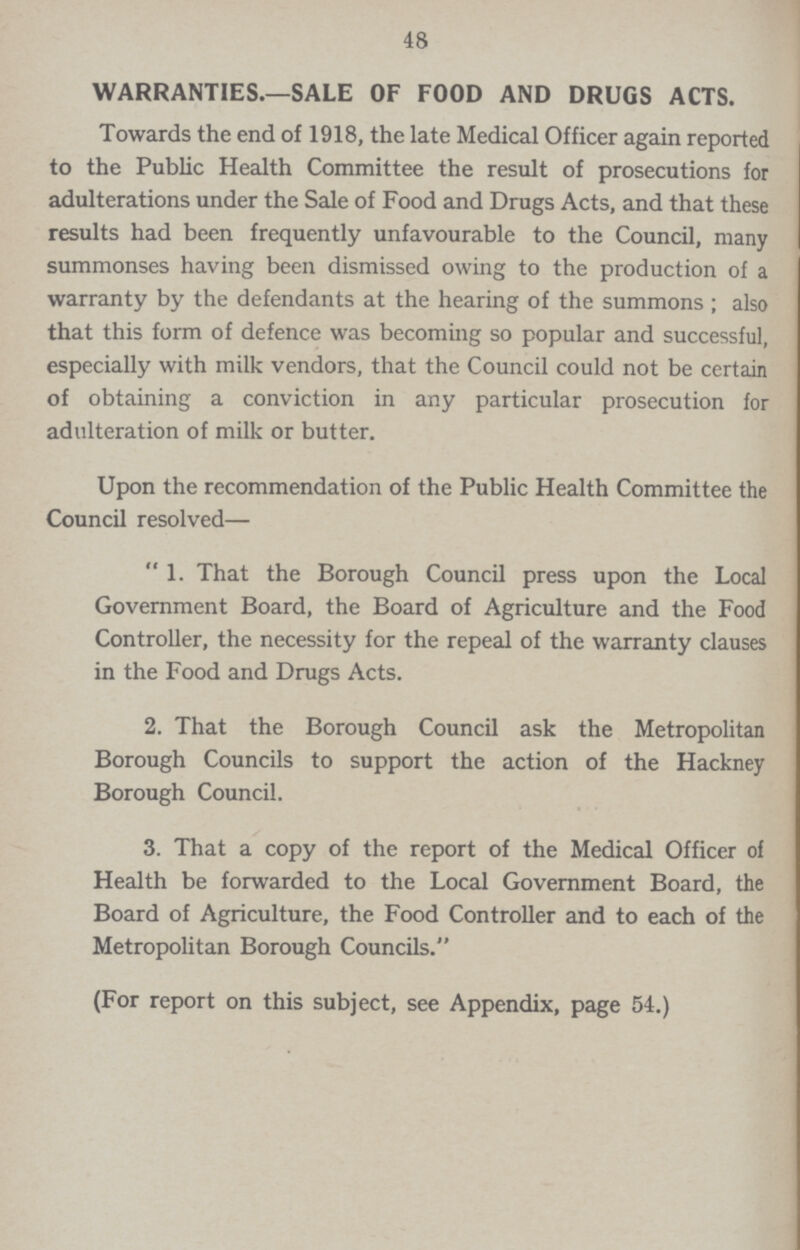 48
WARRANTIES.—SALE OF FOOD AND DRUGS ACTS.
Towards the end of 1918, the late Medical Officer again reported
to the Public Health Committee the result of prosecutions for
adulterations under the Sale of Food and Drugs Acts, and that these
results had been frequently unfavourable to the Council, many
summonses having been dismissed owing to the production of a
warranty by the defendants at the hearing of the summons ; also
that this form of defence was becoming so popular and successful,
especially with milk vendors, that the Council could not be certain
of obtaining a conviction in any particular prosecution for
adulteration of milk or butter.
Upon the recommendation of the Public Health Committee the
Council resolved—
" 1. That the Borough Council press upon the Local
Government Board, the Board of Agriculture and the Food
Controller, the necessity for the repeal of the warranty clauses
in the Food and Drugs Acts.
2. That the Borough Council ask the Metropolitan
Borough Councils to support the action of the Hackney
Borough Council.
3. That a copy of the report of the Medical Officer of
Health be forwarded to the Local Government Board, the
Board of Agriculture, the Food Controller and to each of the
Metropolitan Borough Councils."
(For report on this subject, see Appendix, page 54.)